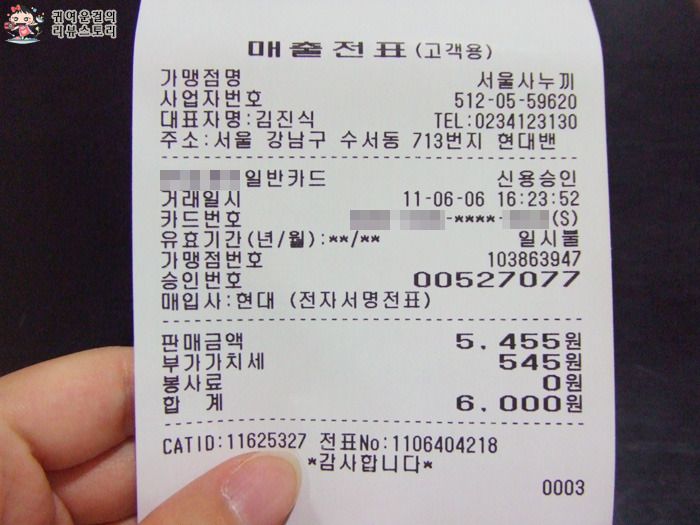 귀여운걸의
리뷰스토리
매출전표(고객용)
가맹점명 서울사누끼
사업자번호 512-05-59620
대표자명:김진식 TEL:0234123130
주소:서울 강남구 수서동 713번지 현대밴
일반카드 신용승인
거래일시 11-06-06 16:23:52
카드번호 -****- (S)
유효기간(년/월):**/** 일시불
가맹점번호 103863947
승인번호 00527077
매입사:현대 (전자서명전표)
판매금액 5,455원
부가가치세 545원
봉사료 0원
합 계 6,000원
CATID:11625327 전표No:1106404218
*감사합니다*
0003